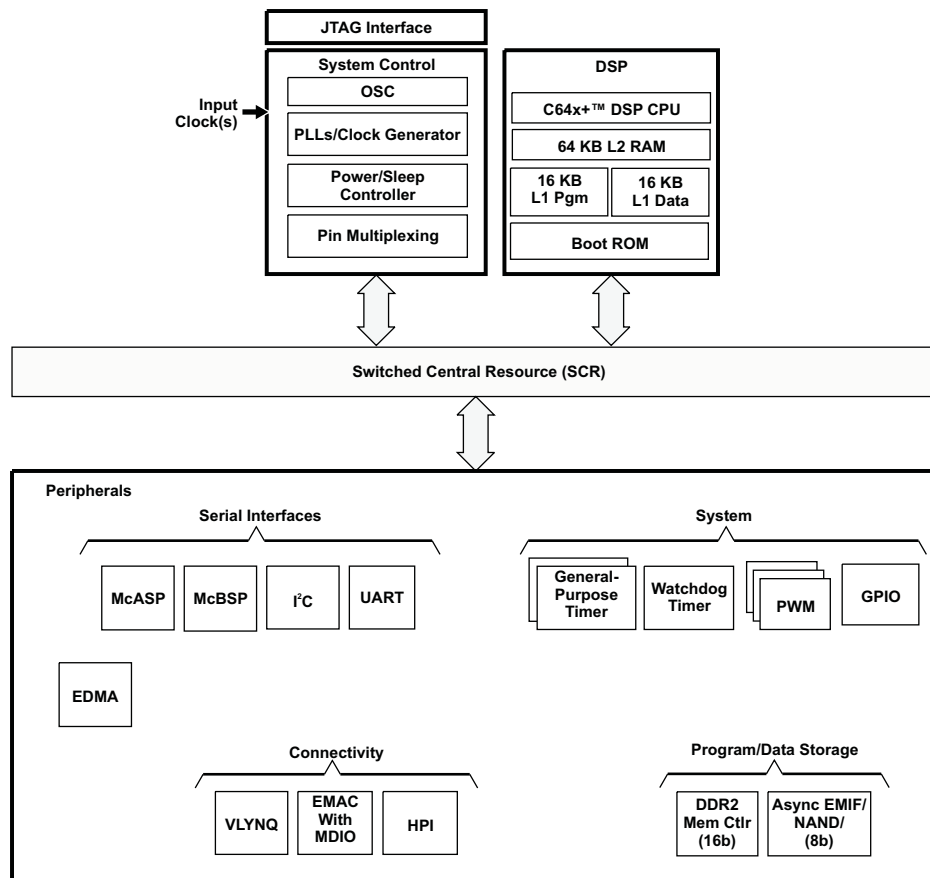 JTAG Interface
System Control
OSC
Input
Clock(s)
PLLs/Clock Generator
Power/Sleep
Controller
Pin Multiplexing
DSP
C64x+™ DSP CPU
64 KB L2 RAM
16 KB
L1 Pgm
16 KB
L1 Data
Boot ROM
Switched Central Resource (SCR)
Peripherals
Serial Interfaces
McASP
McBSP
I²C
UART
System
General-
Purpose
Timer
Watchdog
Timer
PWM
GPIO
EDMA
Connectivity
VLYNQ
EMAC
With
MDIO
HPI
Program/Data Storage
DDR2
Mem Ctlr
(16b)
Async EMIF/
NAND/
(8b)